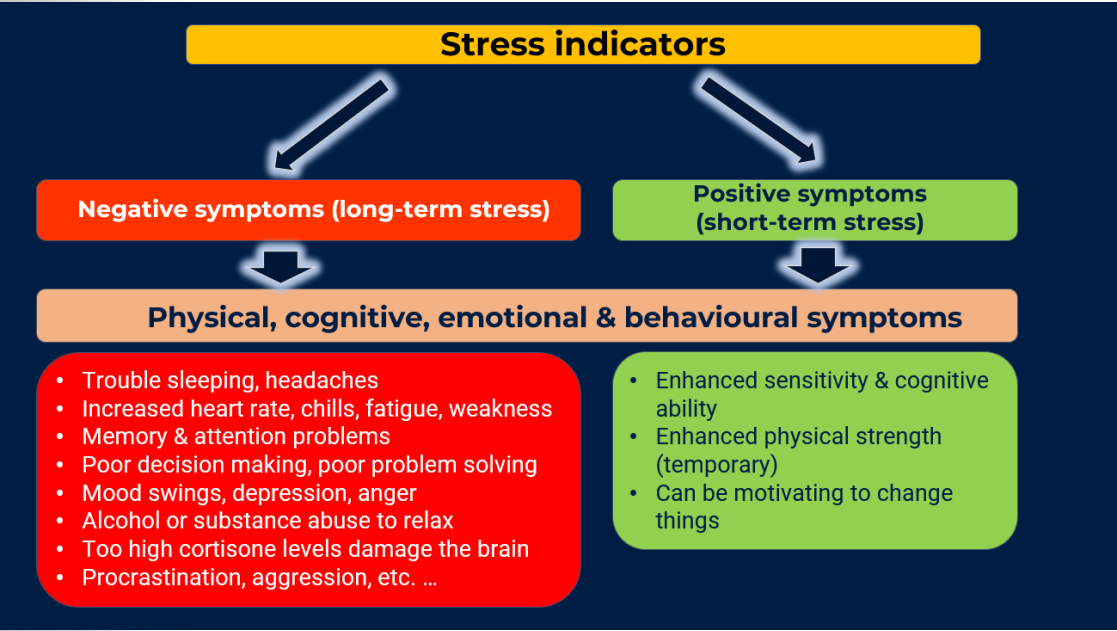 Stress indicators
Negative symptoms (long-term stress)
Positive symptoms
(short-term stress)
Physical, cognitive, emotional & behavioural symptoms
• Trouble sleeping, headaches
• Increased heart rate, chills, fatigue, weakness
• Memory & attention problems
• Poor decision making, poor problem solving
• Mood swings, depression, anger
• Alcohol or substance abuse to relax
• Too high cortisone levels damage the brain
• Procrastination, aggression, etc. …
• Enhanced sensitivity & cognitive
ability
• Enhanced physical strength
(temporary)
• Can be motivating to change
things